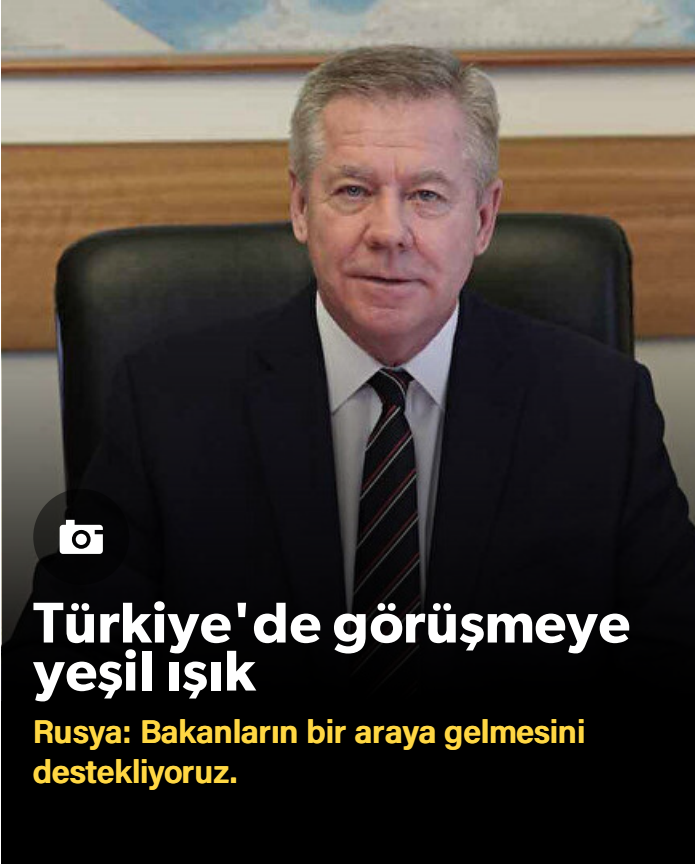 Türkiye'de görüşmeye
yeşil ışık
Rusya: Bakanların bir araya gelmesini
destekliyoruz.